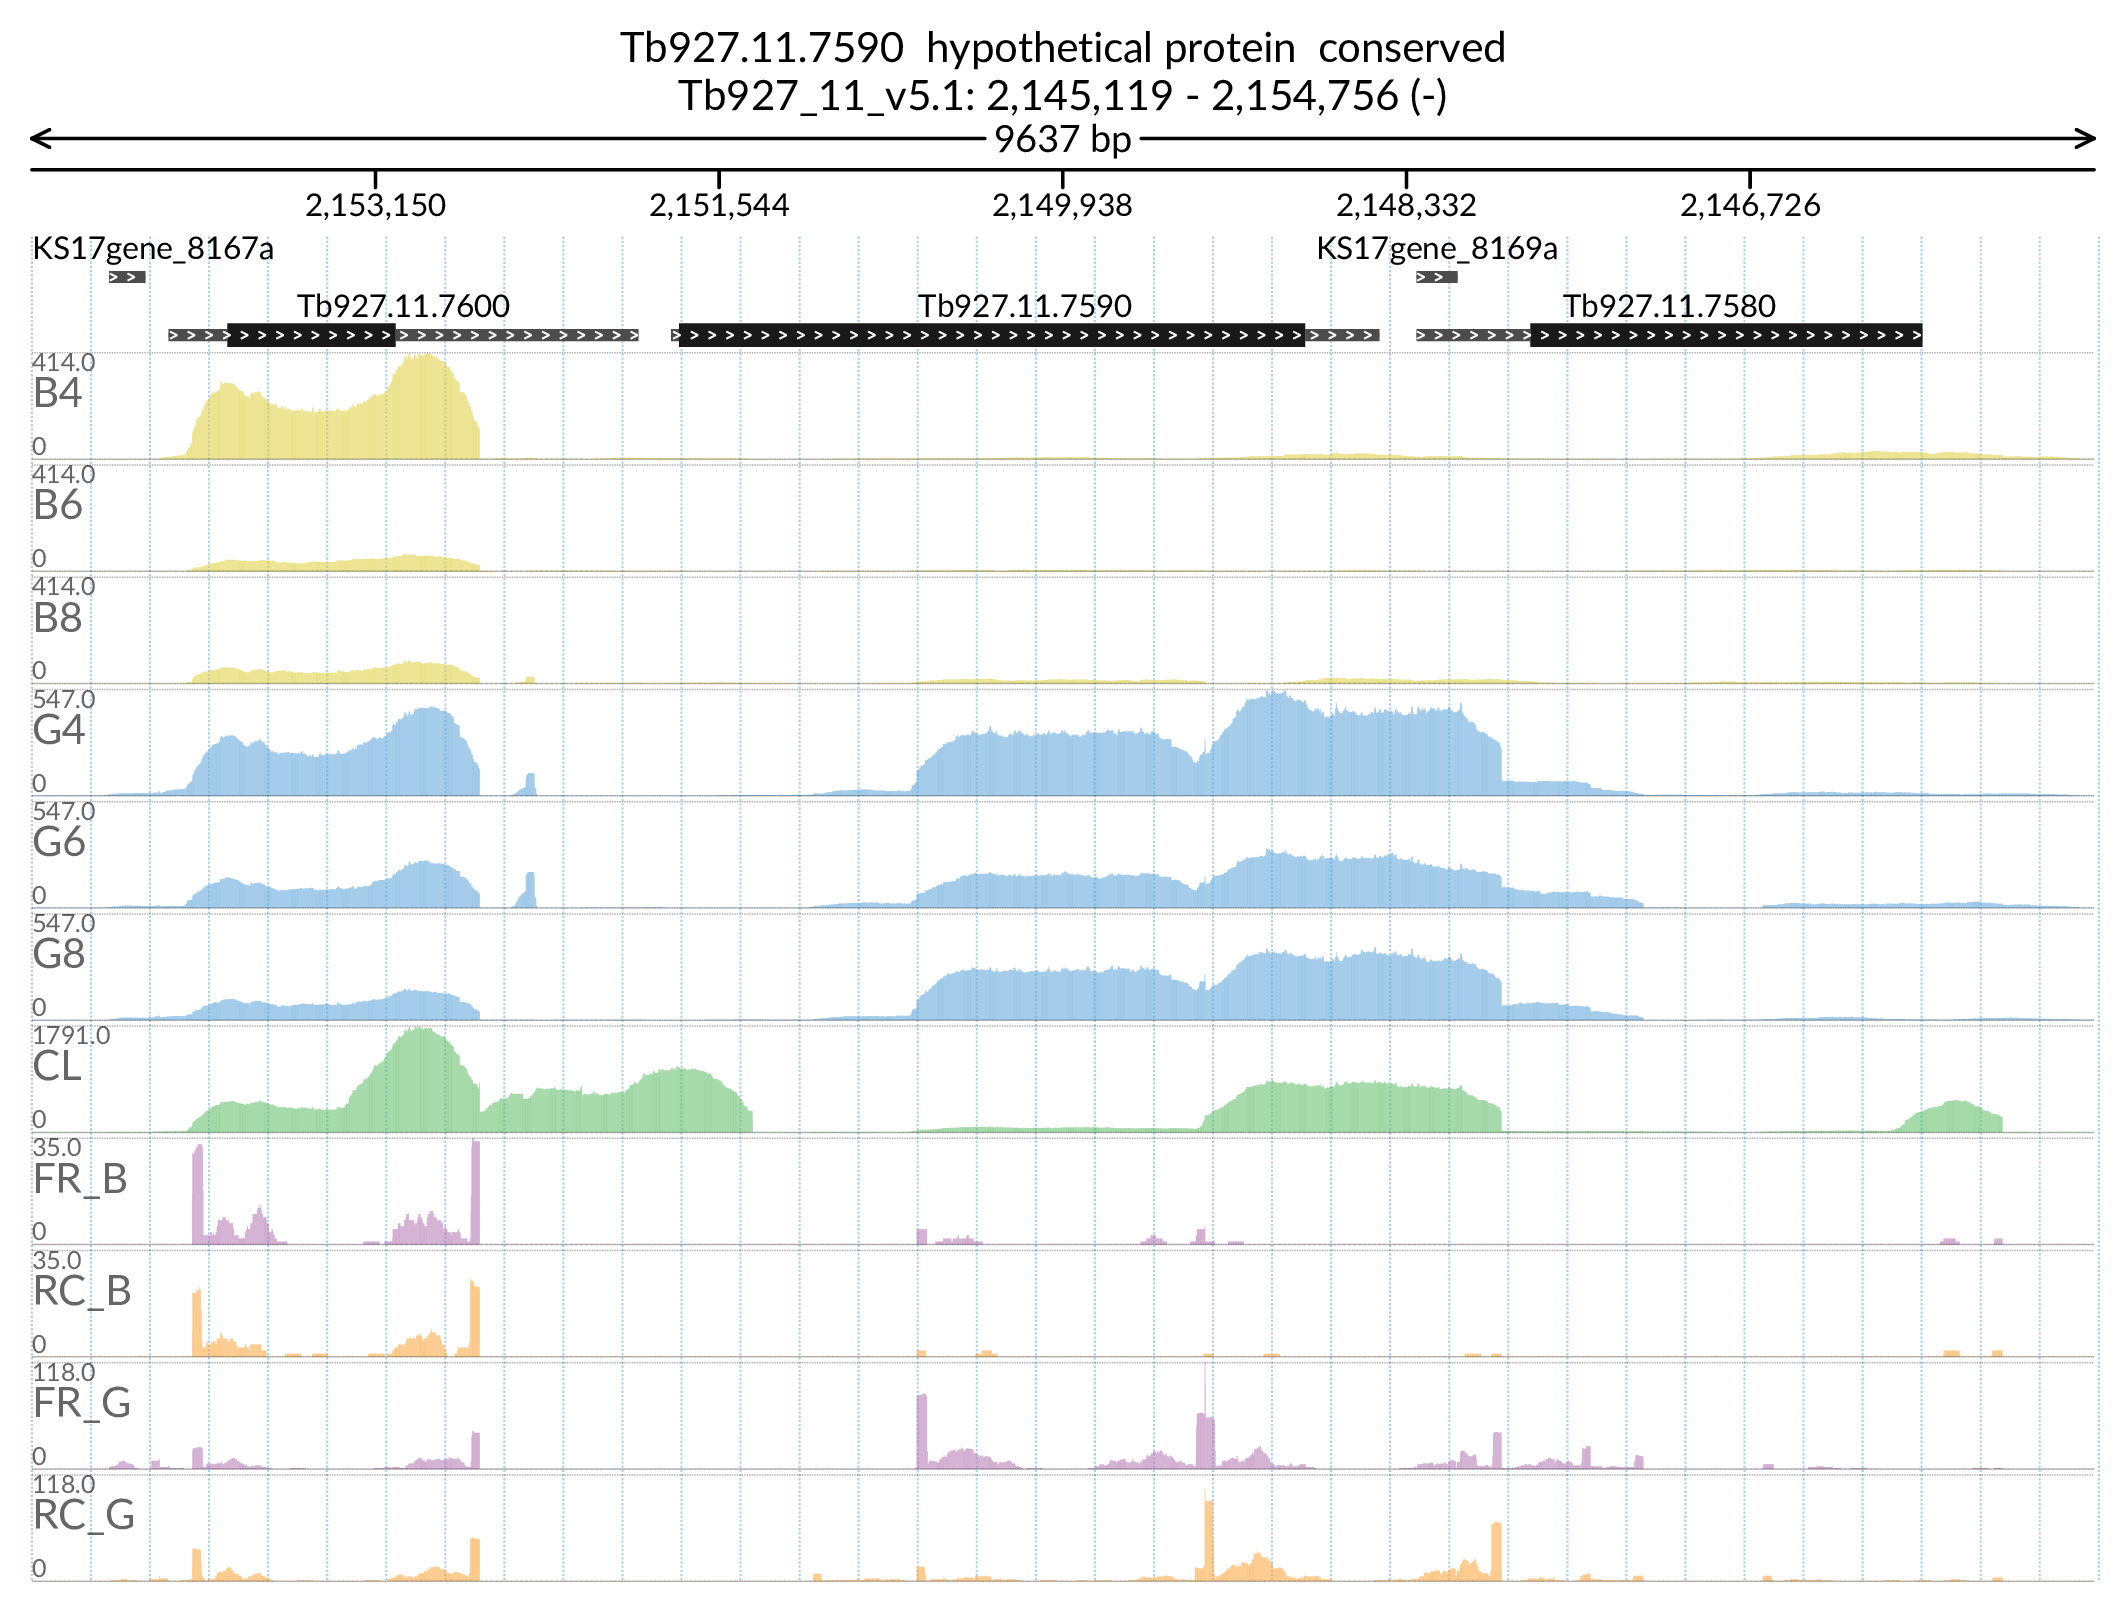 Tb927.11.7590 hypothetical protein conserved
Tb927_11_v5.1: 2,145,119 - 2,154,756 (-)
9637 bp
2,153,150 2,151,544 2,149,938 2,148,332 2,146,726
KS17gene_8167a KS17gene_8169a
Tb927.11.7600 Tb927.11.7590 Tb927.11.7580
414.0
B4
0
414.0
B6
0
414.0
B8
0
547.0
G4
0
547.0
G6
0
547.0
G8
0
1791.0
CL
0
35.0
FR_B
0
35.0
RC_B
0
118.0
FR_G
0
118.0
RC_G
0